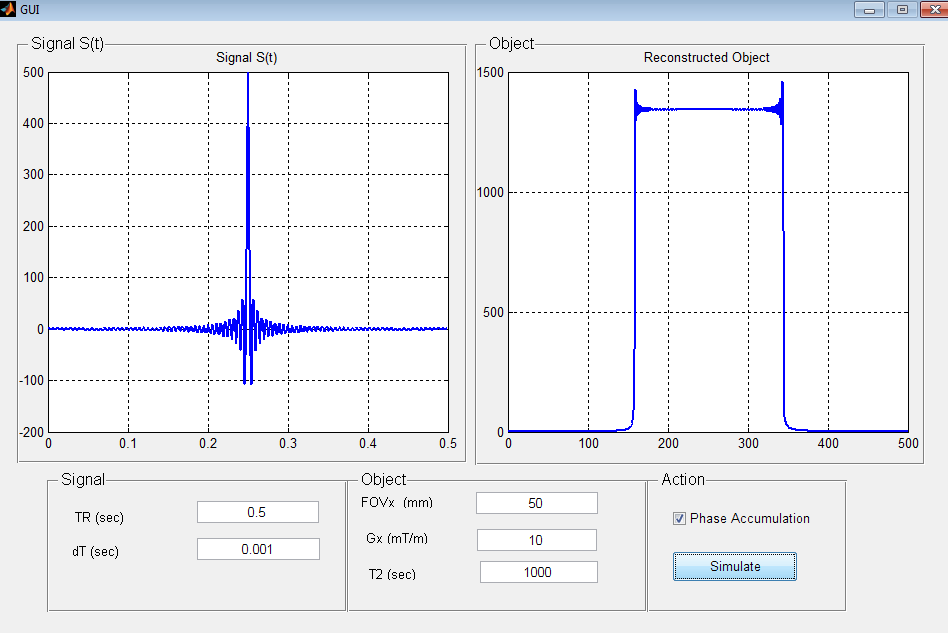 GUI
Signal S(t)
Signal S(t)
500
400
300
200
100
0
-100
-200
0 0.1 0.2 0.3 0.4 0.5
Object
Reconstructed Object
1500
1000
500
0
0 100 200 300 400 500
Signal
TR (sec) 0.5
dT (sec) 0.001
Object
FOVx (mm) 50
Gx (mT/m) 10
T2 (sec) 1000
Action
Phase Accumulation
Simulate